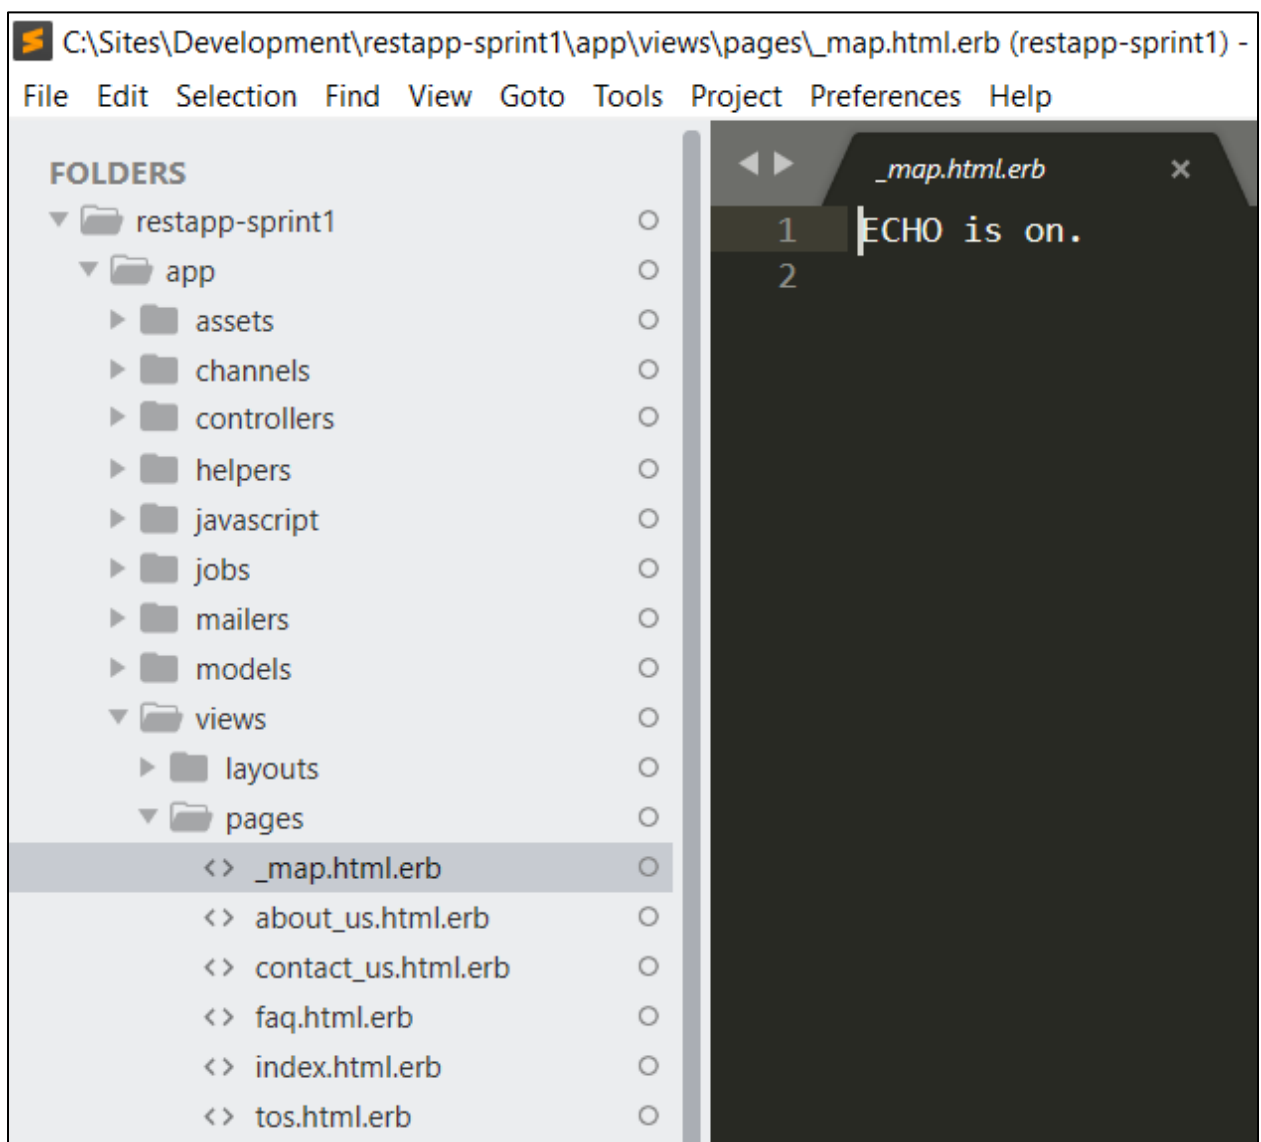 C:\Sites\Development\restapp-sprint1\app\views\pages\_map.html.erb (restapp-sprint1) -
File Edit Selection Find View Goto Tools Project Preferences Help
FOLDERS
restapp-sprint1
app
assets
channels
controllers
helpers
javascript
jobs
mailers
models
views
layouts
pages
_map.html.erb
about_us.html.erb
contact_us.html.erb
faq.html.erb
index.html.erb
tos.html.erb
_map.html.erb
1 ECHO is on.
2